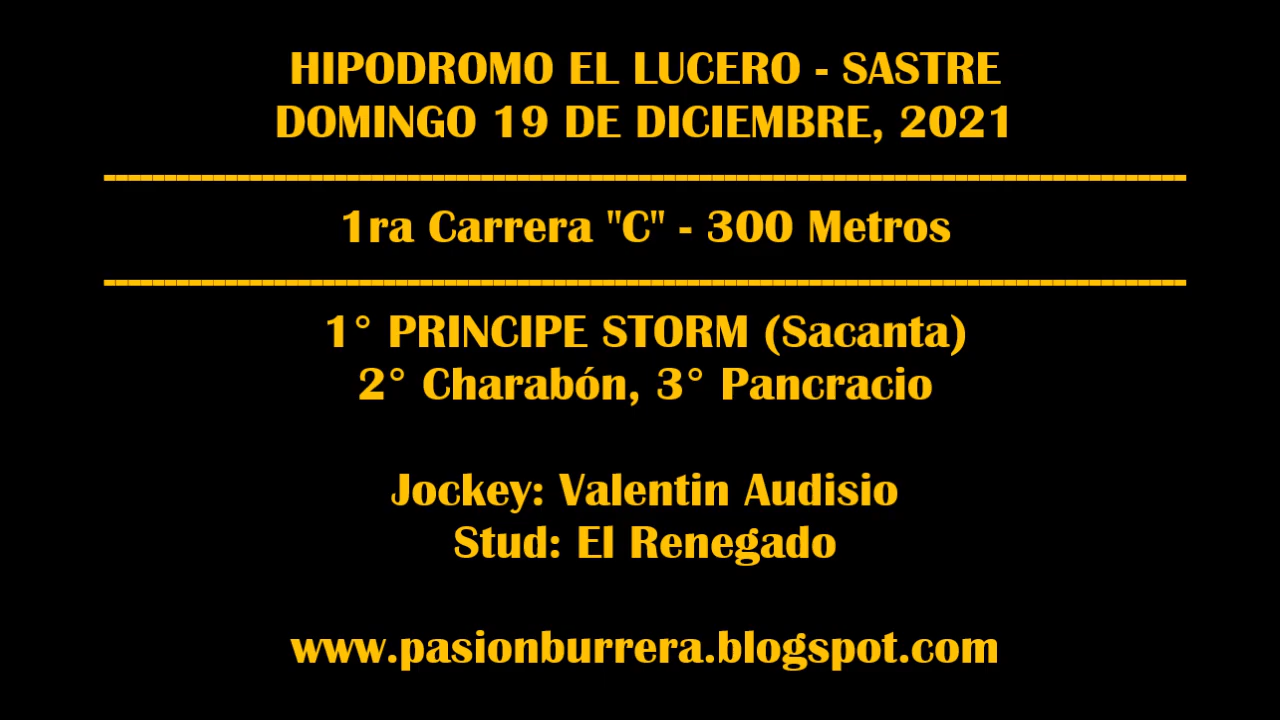 HIPODROMO EL LUCERO - SASTRE
DOMINGO 19 DE DICIEMBRE, 2021
1ra Carrera "C" - 300 Metros
1° PRINCIPE STORM (Sacanta)
2° Charabón, 3° Pancracio
Jockey: Valentin Audisio
Stud: El Renegado
www.pasionburrera.blogspot.com